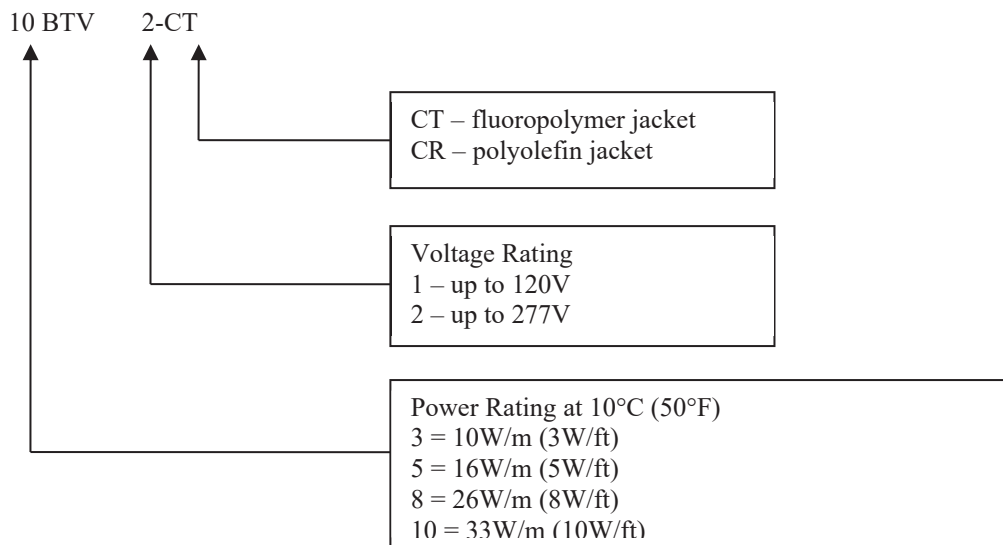 10 BTV 2-CT
CT – fluoropolymer jacket
CR – polyolefin jacket
Voltage Rating
1 – up to 120V
2 – up to 277V
Power Rating at 10°C (50°F)
3 = 10W/m (3W/ft)
5 = 16W/m (5W/ft)
8 = 26W/m (8W/ft)
10 = 33W/m (10W/ft)